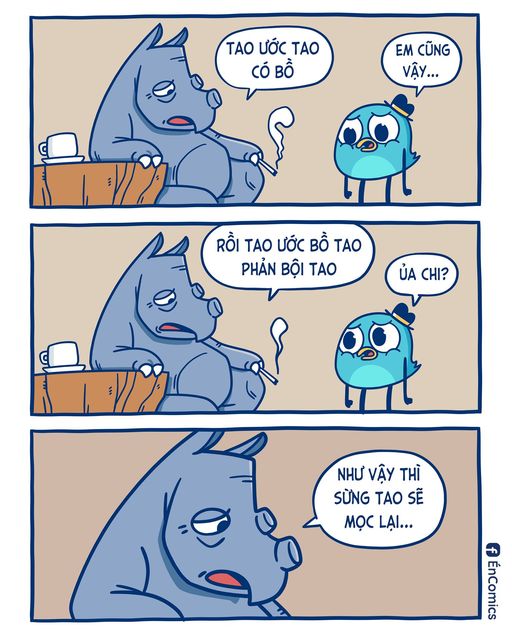 TAO ƯỚC TAO
CÓ BỒ
EM CŨNG
VẬY...
RỒI TAO ƯỚC BỒ TAO
PHẢN BỘI TAO
ỦA CHI?
NHƯ VẬY THÌ
SỪNG TAO SẼ
MỌC LẠI...
ÉnComics